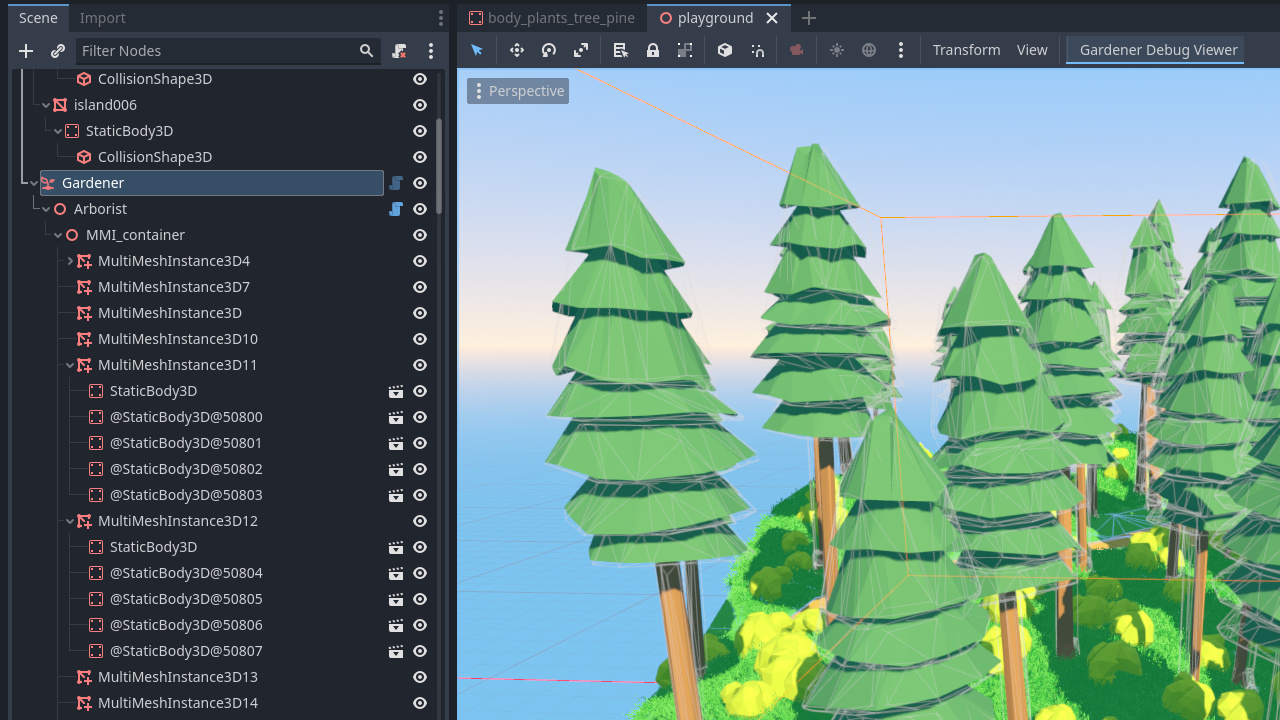 Scene Import
Filter Nodes
CollisionShape3D
island006
StaticBody3D
CollisionShape3D
Gardener
Arborist
MMI_container
MultiMeshInstance3D4
MultiMeshInstance3D7
MultiMeshInstance3D
MultiMeshInstance3D10
MultiMeshInstance3D11
StaticBody3D
@StaticBody3D@50800
@StaticBody3D@50801
@StaticBody3D@50802
@StaticBody3D@50803
MultiMeshInstance3D12
StaticBody3D
@StaticBody3D@50804
@StaticBody3D@50805
@StaticBody3D@50806
@StaticBody3D@50807
MultiMeshInstance3D13
MultiMeshInstance3D14
body_plants_tree_pine playground
Transform View Gardener Debug Viewer
Perspective